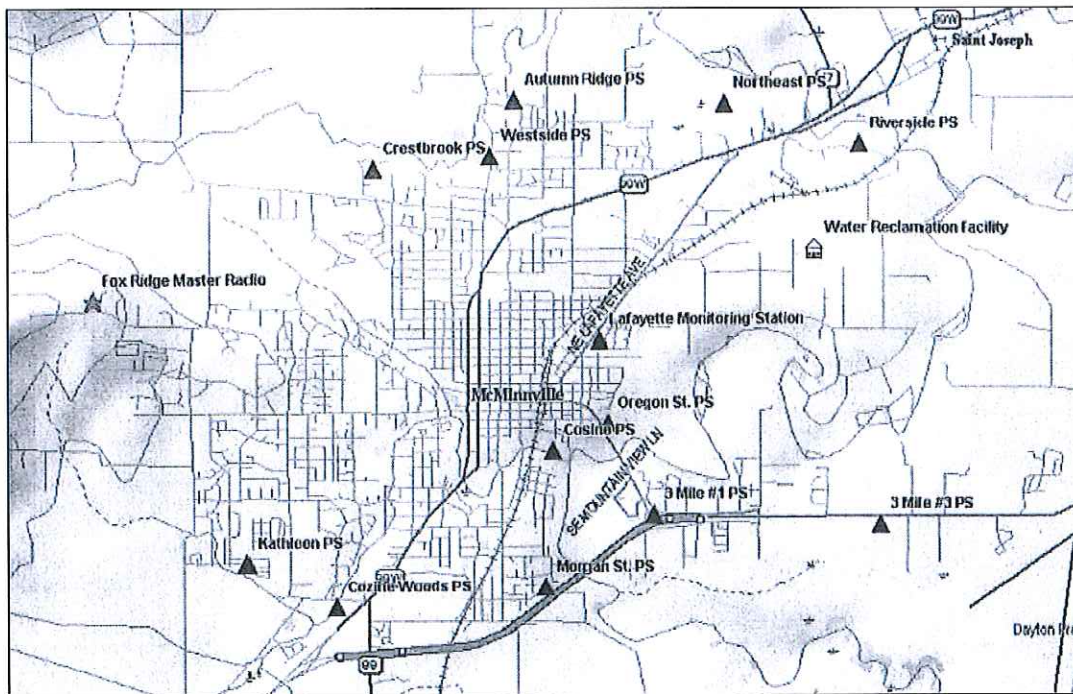 99W
Saint Joseph
Autumn Ridge PS
Northeast PS
Westside PS
Riverside PS
Crestbrook PS
99W
Water Reclamation Facility
Fox Ridge Master Radio
NE LAFAYETTE AVE
Lafayette Monitoring Station
McMinnville
Oregon St. PS
Cosine PS
SE MOUNTAIN VIEW LN
3 Mile #1 PS
3 Mile #3 PS
Kathleen PS
Morgan St. PS
Cozine Woods PS
99W
Dayton Pra
99